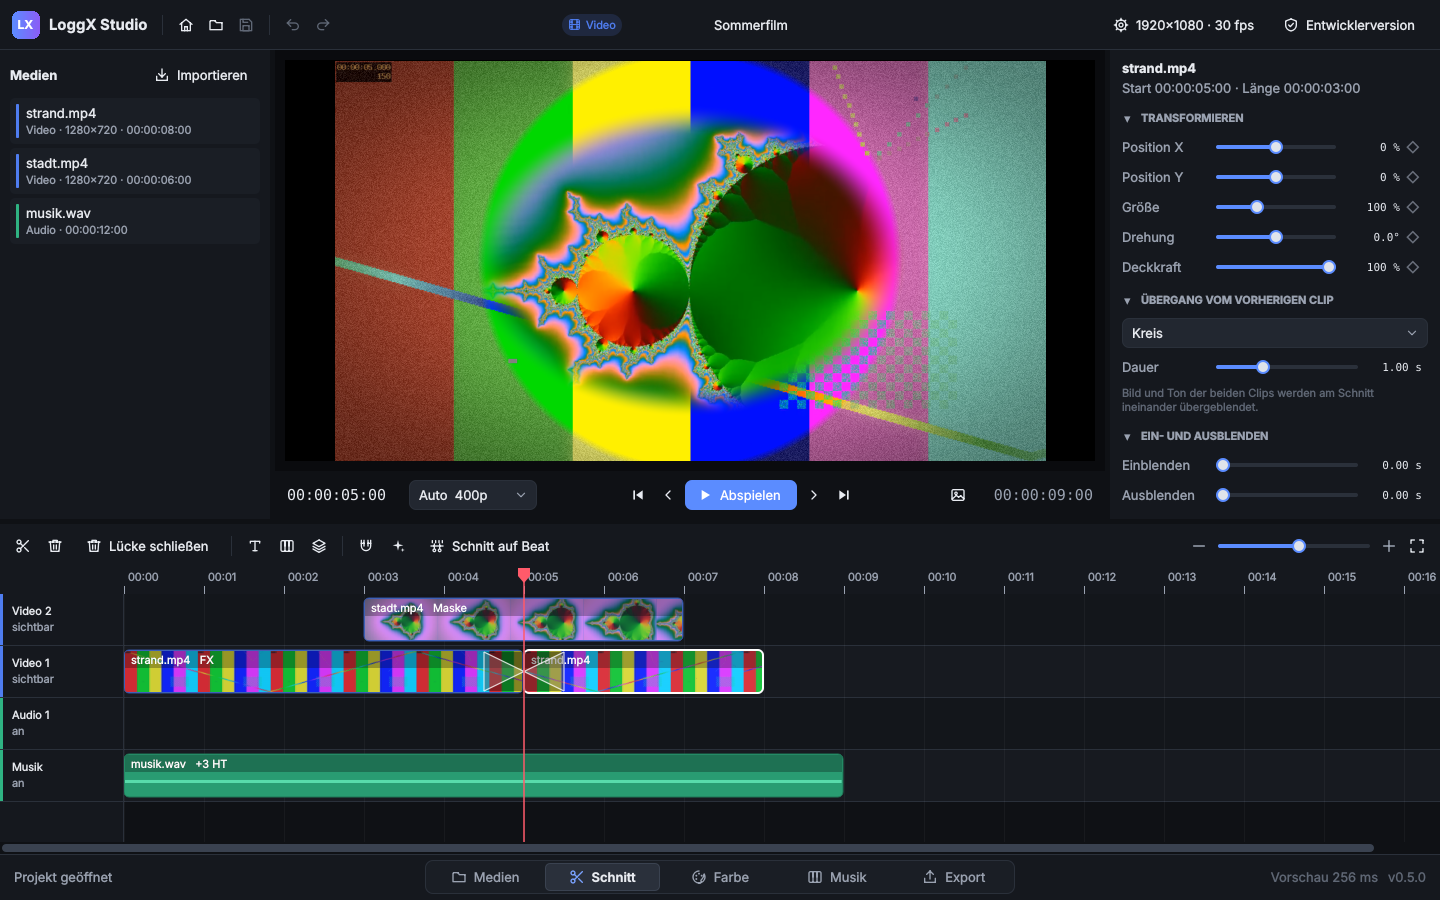 LX LoggX Studio
Video
Sommerfilm
1920×1080 · 30 fps
Entwicklerversion
Medien
Importieren
strand.mp4
Video · 1280×720 · 00:00:08:00
stadt.mp4
Video · 1280×720 · 00:00:06:00
musik.wav
Audio · 00:00:12:00
00:00:05.000
150
00:00:05:00
Auto 400p
Abspielen
00:00:09:00
strand.mp4
Start 00:00:05:00 · Länge 00:00:03:00
TRANSFORMIEREN
Position X 0 %
Position Y 0 %
Größe 100 %
Drehung 0.0°
Deckkraft 100 %
ÜBERGANG VOM VORHERIGEN CLIP
Kreis
Dauer 1.00 s
Bild und Ton der beiden Clips werden am Schnitt
ineinander übergeblendet.
EIN- UND AUSBLENDEN
Einblenden 0.00 s
Ausblenden 0.00 s
Lücke schließen
Schnitt auf Beat
00:00 00:01 00:02 00:03 00:04 00:05 00:06 00:07 00:08 00:09 00:10 00:11 00:12 00:13 00:14 00:15 00:16
Video 2
sichtbar
stadt.mp4 Maske
Video 1
sichtbar
strand.mp4 FX
strand.mp4
Audio 1
an
Musik
an
musik.wav +3 HT
Projekt geöffnet
Medien
Schnitt
Farbe
Musik
Export
Vorschau 256 ms v0.5.0